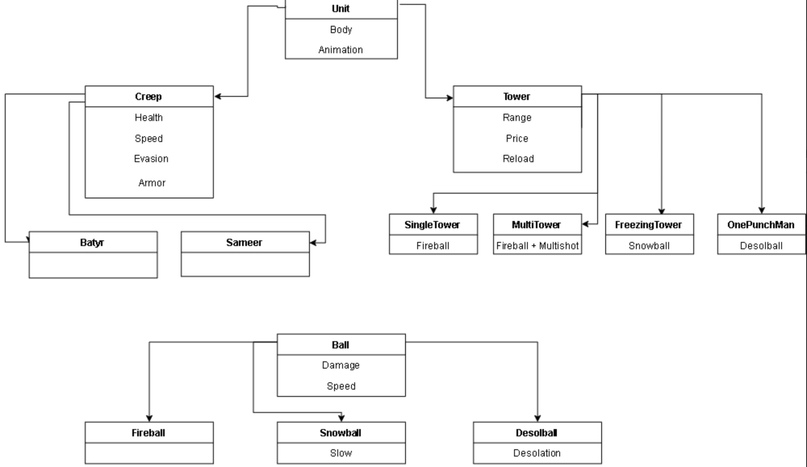 Unit
Body
Animation
Creep
Health
Speed
Evasion
Armor
Tower
Range
Price
Reload
Batyr
Sameer
SingleTower
Fireball
MultiTower
Fireball + Multishot
FreezingTower
Snowball
OnePunchMan
Desolball
Ball
Damage
Speed
Fireball
Snowball
Slow
Desolball
Desolation